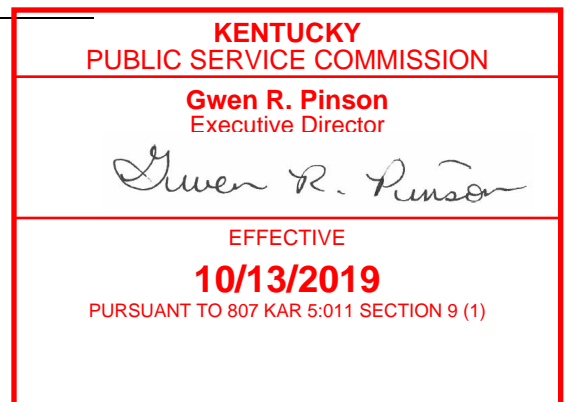 KENTUCKY
PUBLIC SERVICE COMMISSION
Gwen R. Pinson
Executive Director
Gwen R. Pinson
EFFECTIVE
10/13/2019
PURSUANT TO 807 KAR 5:011 SECTION 9 (1)